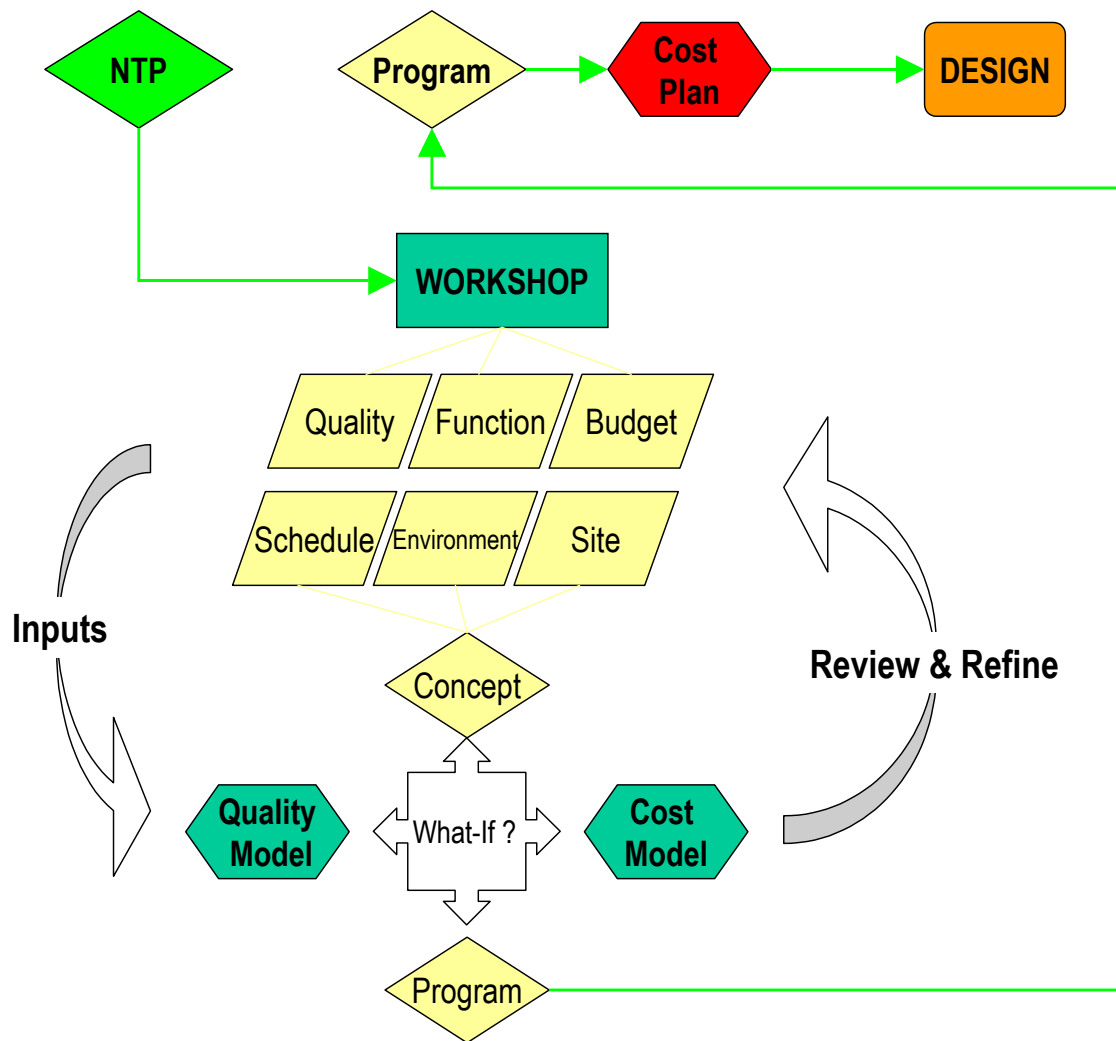 NTP
Program
Cost
Plan
DESIGN
WORKSHOP
Quality
Function
Budget
Schedule
Environment
Site
Inputs
Concept
Review & Refine
Quality
Model
What-If ?
Cost
Model
Program